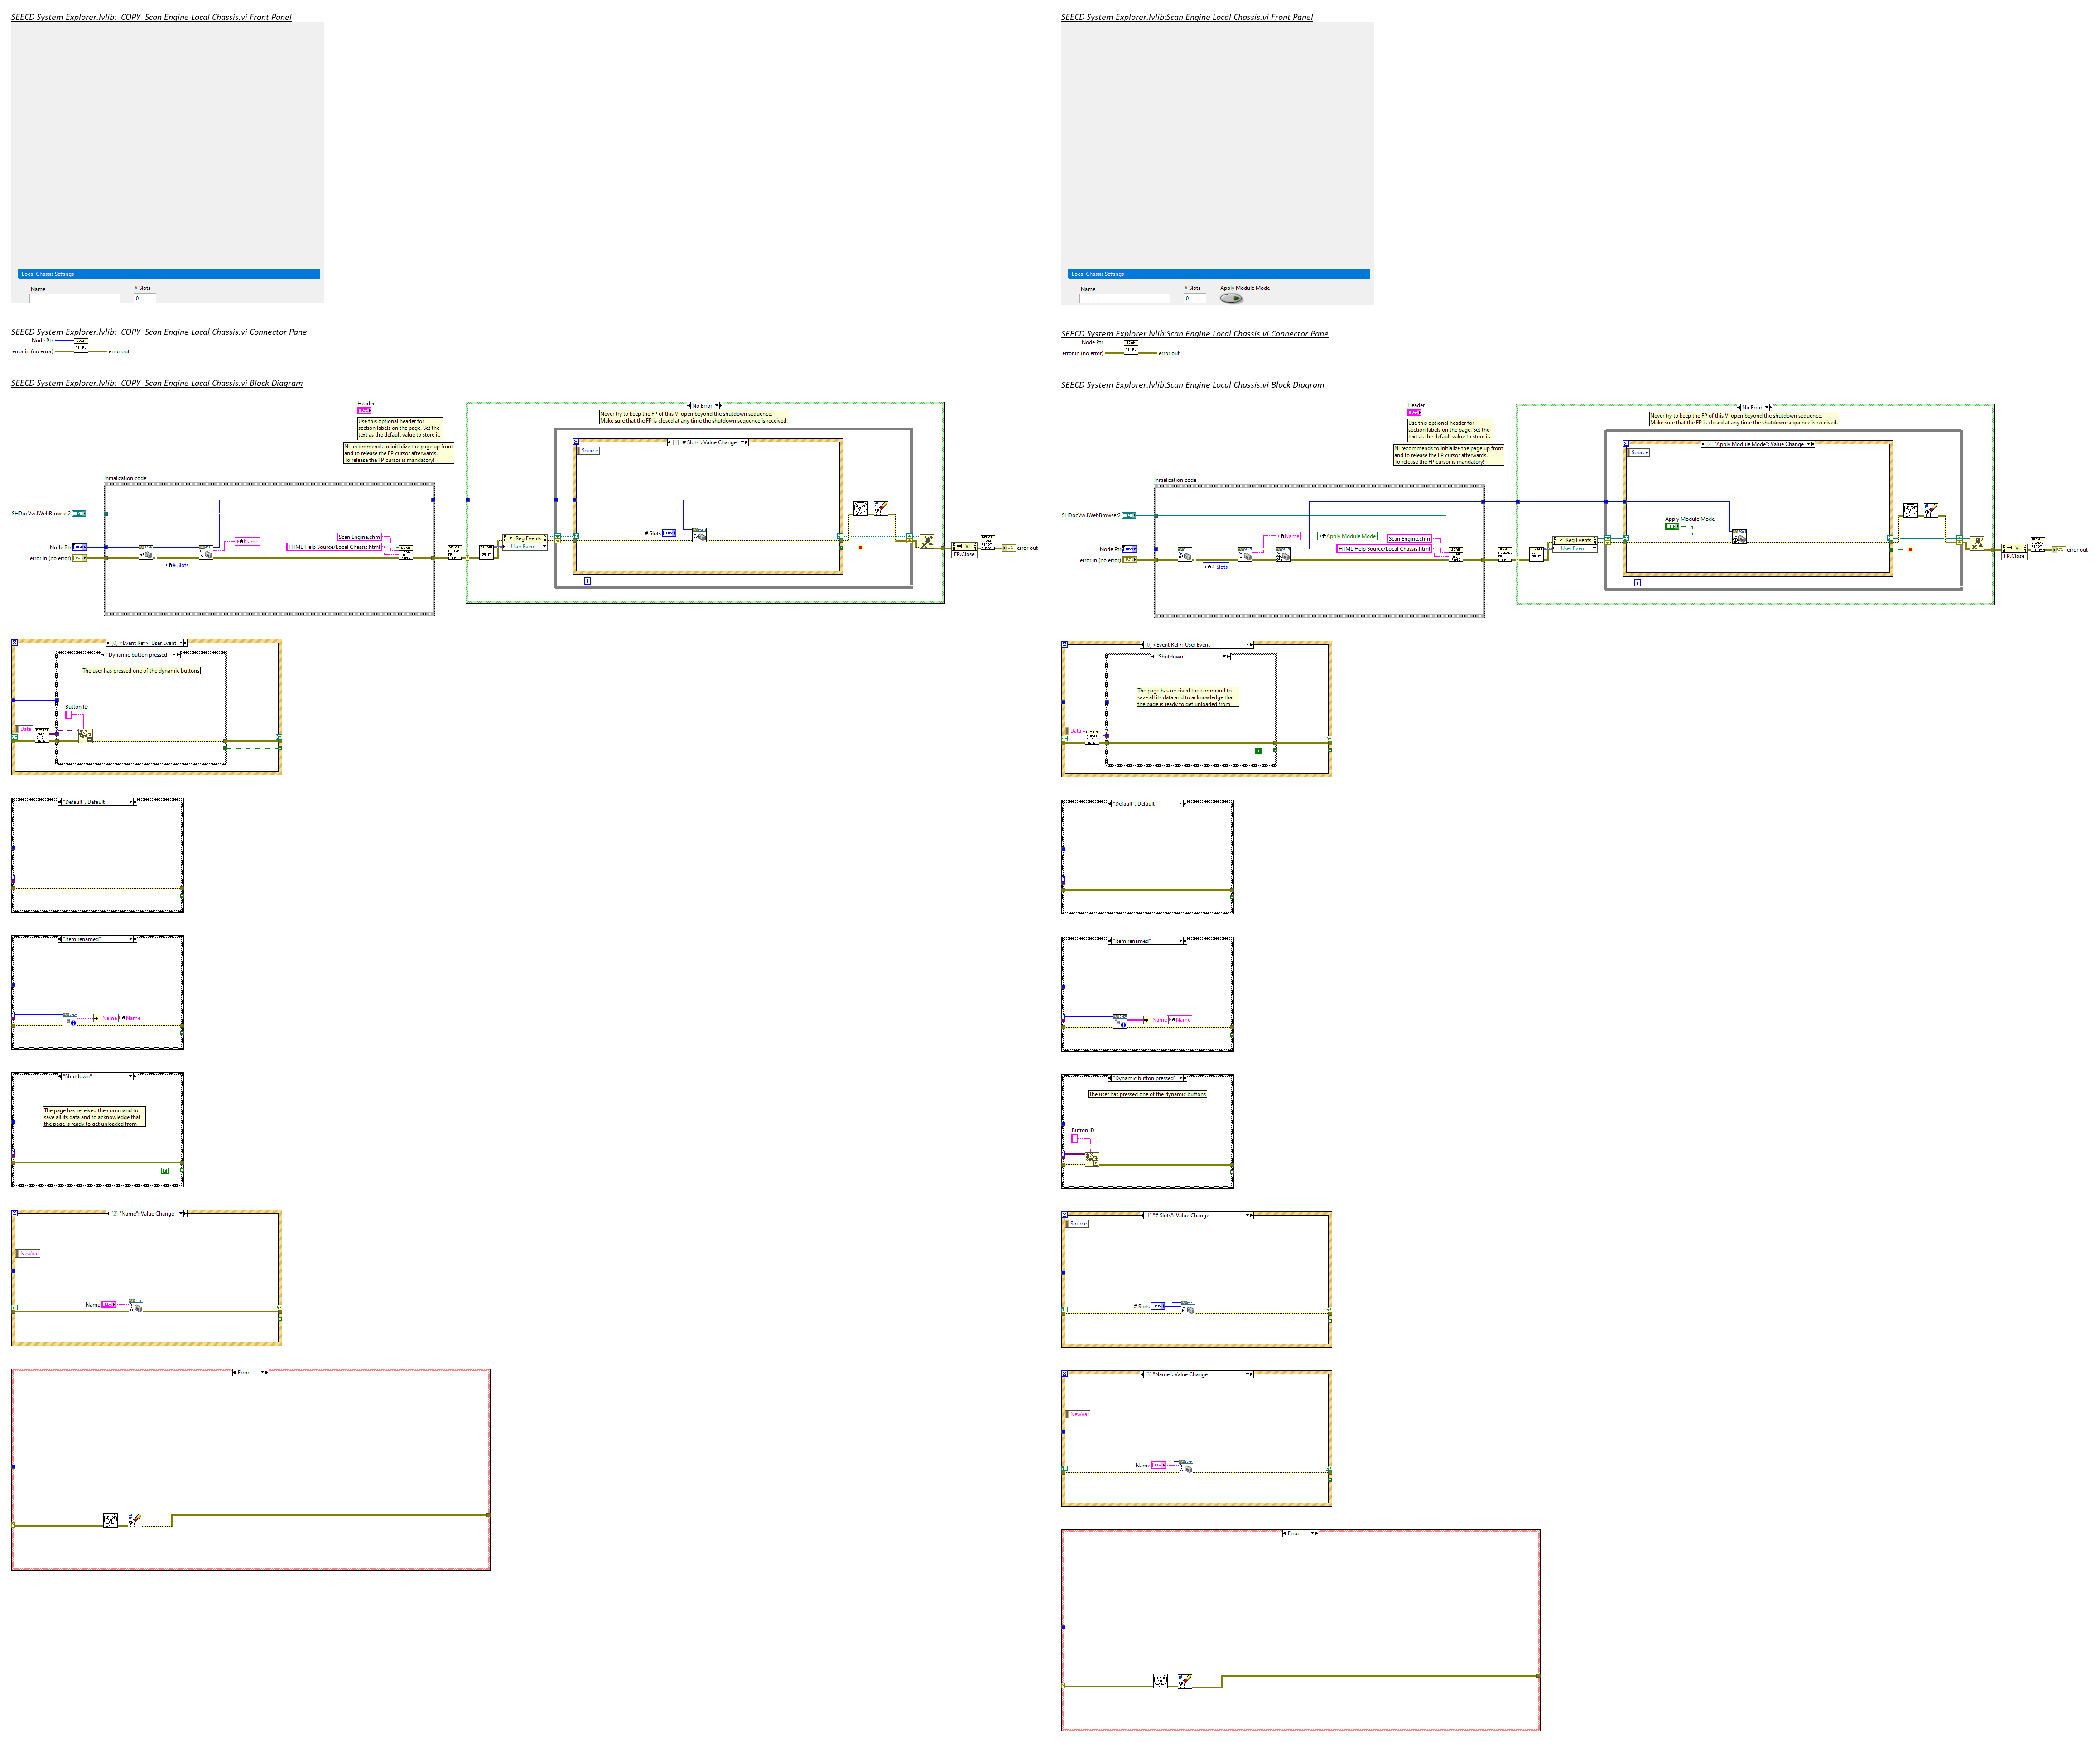 SEECD System Explorer.lvlib:_COPY_Scan Engine Local Chassis.vi Front Panel
Local Chassis Settings
Name
# Slots
0
SEECD System Explorer.lvlib:_COPY_Scan Engine Local Chassis.vi Connector Pane
Node Ptr
error in (no error)
error out
SEECD System Explorer.lvlib:_COPY_Scan Engine Local Chassis.vi Block Diagram
Header
Use this optional header for
section labels on the page. Set the
text as the default value to store it.
NI recommends to initialize the page up front
and to release the FP cursor afterwards.
To release the FP cursor is mandatory!
No Error
Never try to keep the FP of this VI open beyond the shutdown sequence.
Make sure that the FP is closed at any time the shutdown sequence is received.
[1] "# Slots": Value Change
Source
Initialization code
SHDocVw.IWebBrowser2
Node Ptr
error in (no error)
Name
# Slots
Scan Engine.chm
HTML Help Source/Local Chassis.html
Reg Events
User Event
# Slots
VI
FP.Close
error out
[0] <Event Ref>: User Event
"Dynamic button pressed"
The user has pressed one of the dynamic buttons
Button ID
Data
"Default", Default
"Item renamed"
Name
Name
"Shutdown"
The page has received the command to
save all its data and to acknowledge that
the page is ready to get unloaded from
[2] "Name": Value Change
NewVal
Name
Error
SEECD System Explorer.lvlib:Scan Engine Local Chassis.vi Front Panel
Local Chassis Settings
Name
# Slots
0
Apply Module Mode
SEECD System Explorer.lvlib:Scan Engine Local Chassis.vi Connector Pane
Node Ptr
error in (no error)
error out
SEECD System Explorer.lvlib:Scan Engine Local Chassis.vi Block Diagram
Header
Use this optional header for
section labels on the page. Set the
text as the default value to store it.
NI recommends to initialize the page up front
and to release the FP cursor afterwards.
To release the FP cursor is mandatory!
No Error
Never try to keep the FP of this VI open beyond the shutdown sequence.
Make sure that the FP is closed at any time the shutdown sequence is received.
[2] "Apply Module Mode": Value Change
Source
Apply Module Mode
Initialization code
SHDocVw.IWebBrowser2
Node Ptr
error in (no error)
Name
Apply Module Mode
# Slots
Scan Engine.chm
HTML Help Source/Local Chassis.html
Reg Events
User Event
VI
FP.Close
error out
[0] <Event Ref>: User Event
"Shutdown"
The page has received the command to
save all its data and to acknowledge that
the page is ready to get unloaded from
Data
"Default", Default
"Item renamed"
Name
Name
"Dynamic button pressed"
The user has pressed one of the dynamic buttons
Button ID
[1] "# Slots": Value Change
Source
# Slots
[3] "Name": Value Change
NewVal
Name
Error